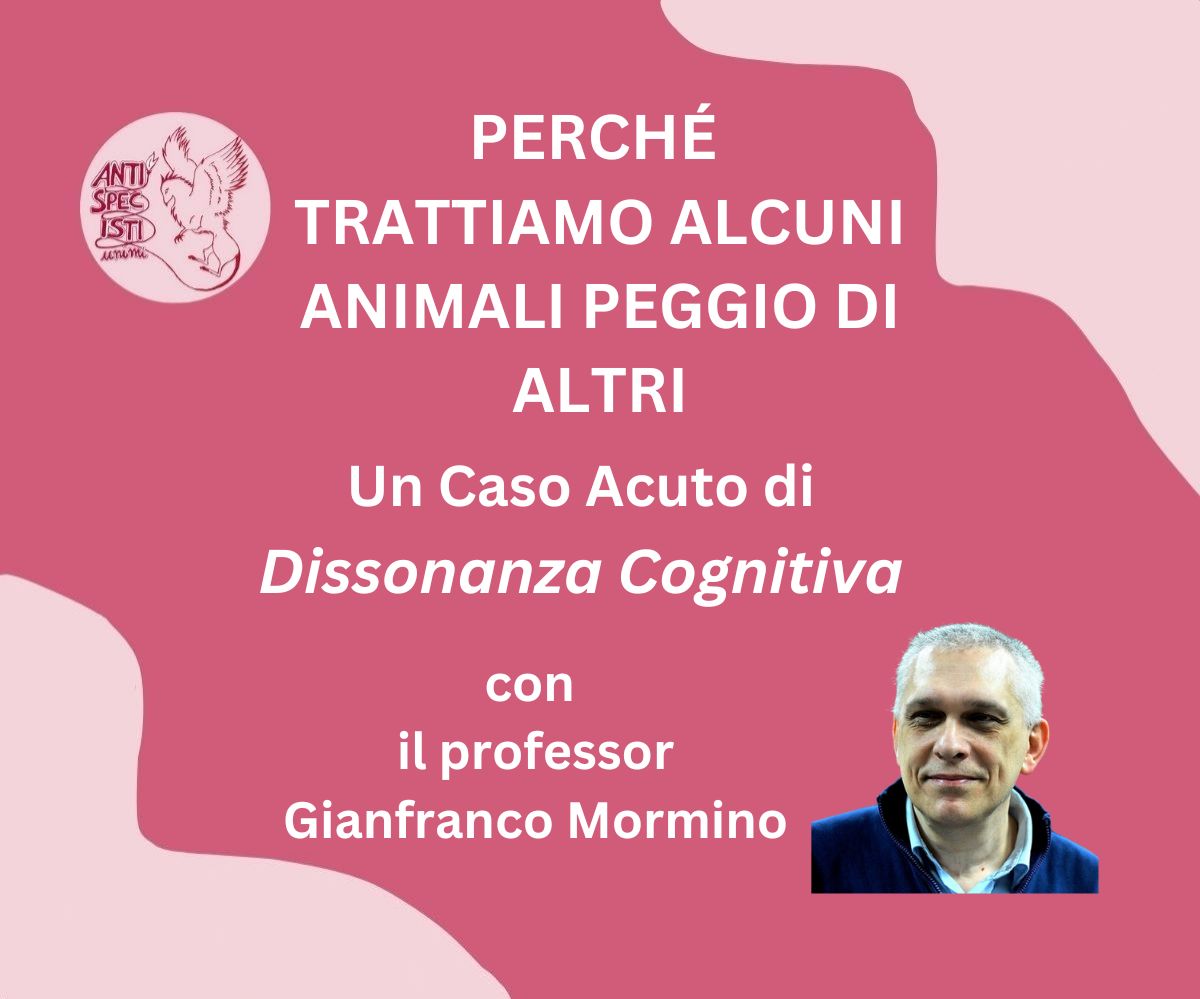 ANTI
SPEC
ISTI
unimi
PERCHÉ
TRATTIAMO ALCUNI
ANIMALI PEGGIO DI
ALTRI
Un Caso Acuto di
Dissonanza Cognitiva
con
il professor
Gianfranco Mormino